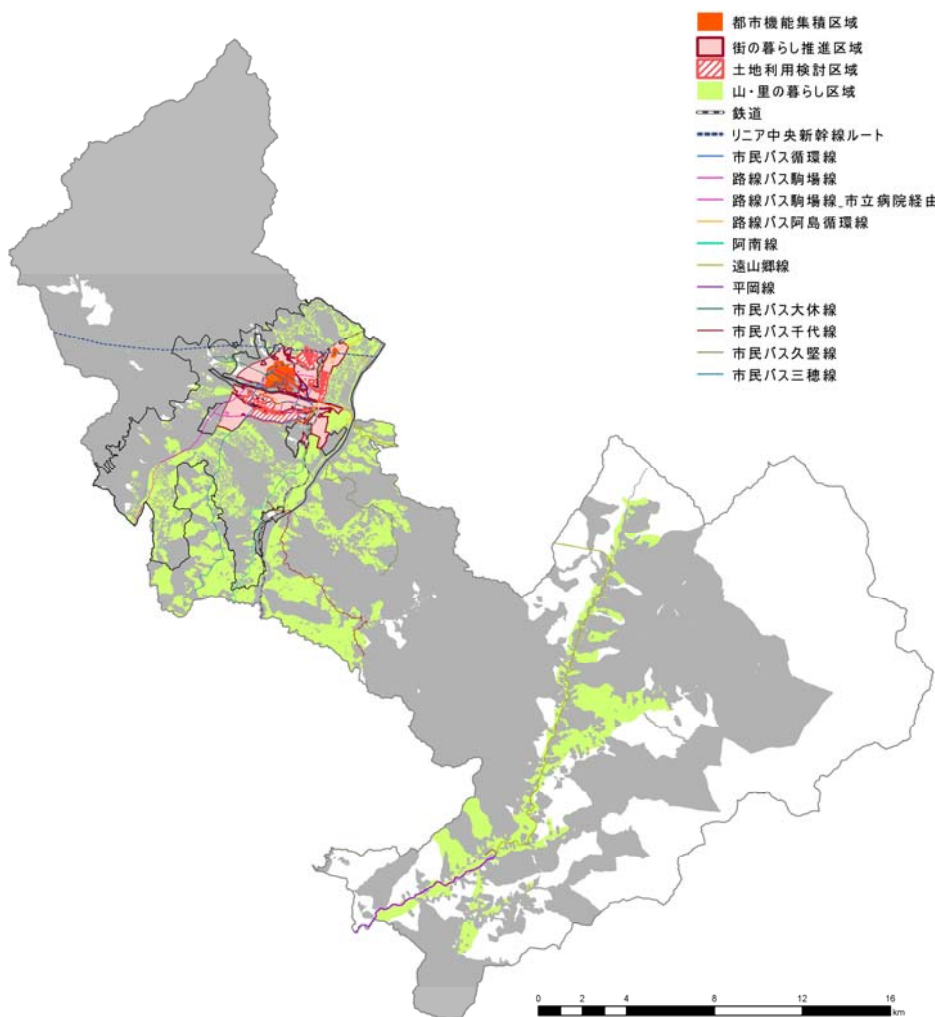 都市機能集積区域
街の暮らし推進区域
土地利用検討区域
山・里の暮らし区域
鉄道
リニア中央新幹線ルート
市民バス循環線
路線バス駒場線
路線バス駒場線_市立病院経由
路線バス阿島循環線
阿南線
遠山郷線
平岡線
市民バス大休線
市民バス千代線
市民バス久堅線
市民バス三穂線
0 2 4 8 12 16
km